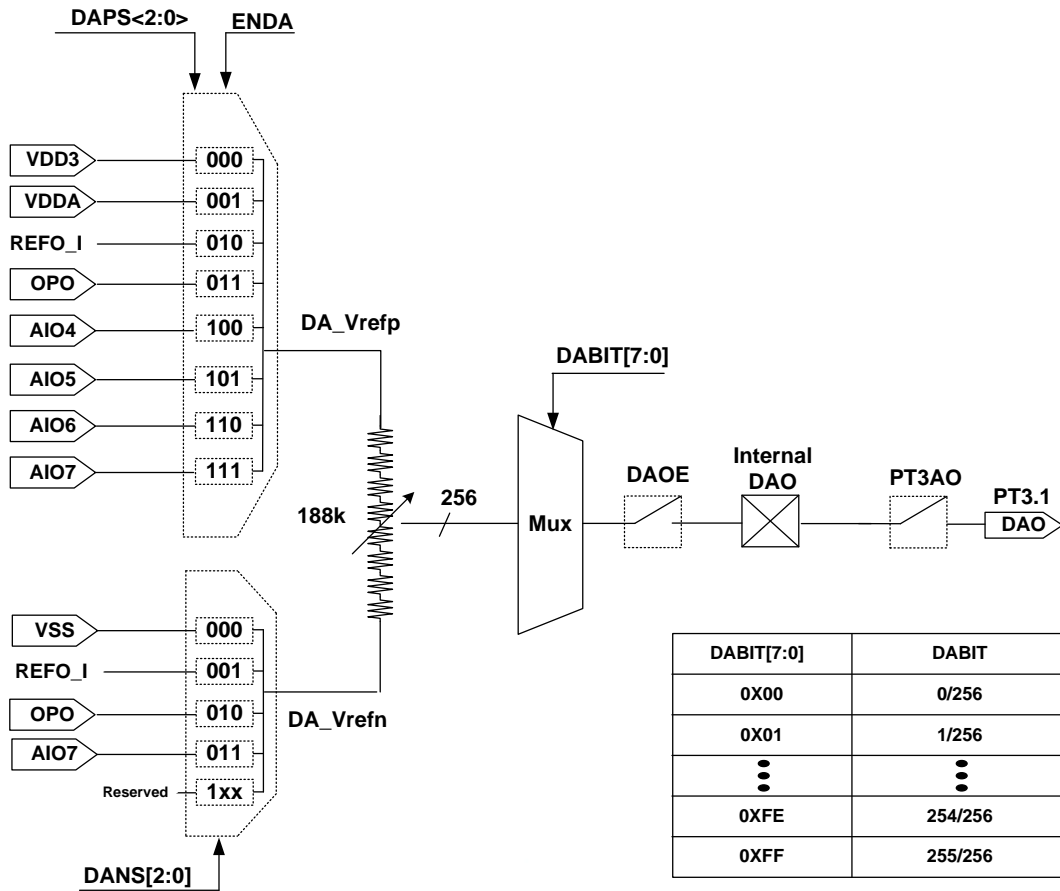 DAPS<2:0>
ENDA
VDD3
000
VDDA
001
REFO_I
010
OPO
011
AIO4
100
AIO5
101
AIO6
110
AIO7
111
DA_Vrefp
188k
256
DABIT[7:0]
Mux
DAOE
Internal
DAO
PT3AO
PT3.1
DAO
VSS
000
REFO_I
001
OPO
010
AIO7
011
Reserved
1xx
DA_Vrefn
DANS[2:0]
DABIT[7:0] DABIT
0X00 0/256
0X01 1/256
0XFE 254/256
0XFF 255/256